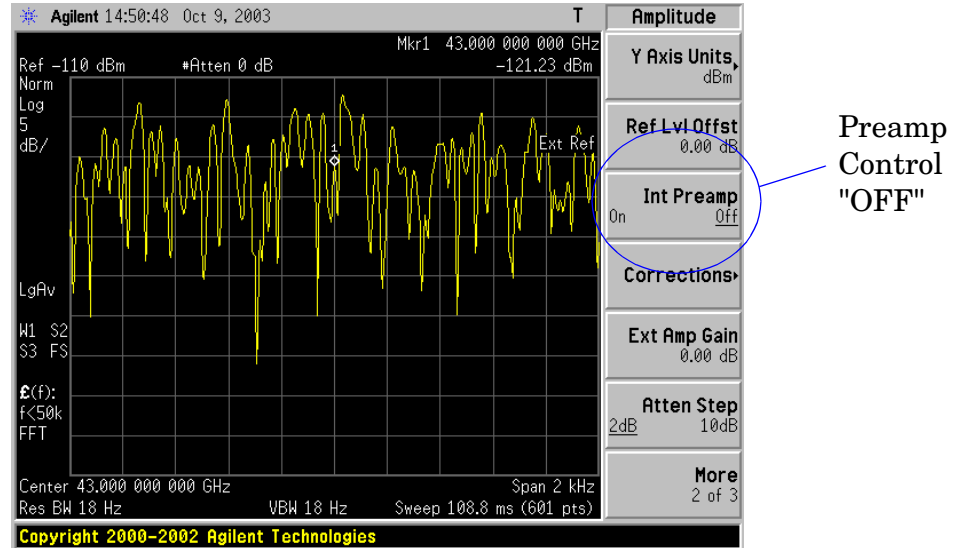 Agilent 14:50:48 Oct 9, 2003 T
Mkr1 43.000 000 000 GHz
Ref -110 dBm #Atten 0 dB -121.23 dBm
Norm
Log
5
dB/
1
Ext Ref
LgAv
W1 S2
S3 FS
£(f):
f<50k
FFT
Center 43.000 000 000 GHz Span 2 kHz
Res BW 18 Hz VBW 18 Hz Sweep 108.8 ms (601 pts)
Copyright 2000-2002 Agilent Technologies
Amplitude
Y Axis Units
dBm
Ref Lvl Offst
0.00 dB
Int Preamp
On Off
Corrections
Ext Amp Gain
0.00 dB
Atten Step
2dB 10dB
More
2 of 3
Preamp
Control
"OFF"